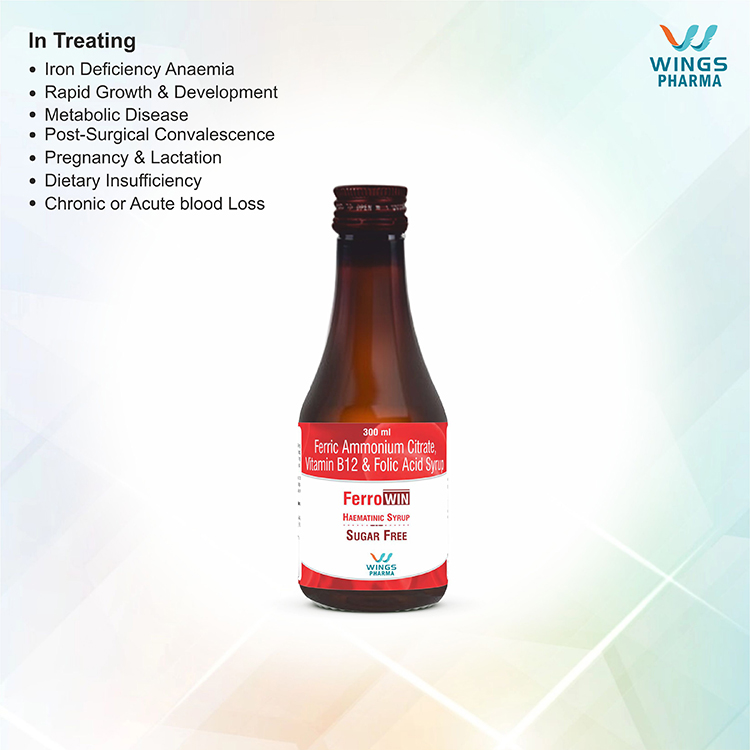 In Treating
• Iron Deficiency Anaemia
• Rapid Growth & Development
• Metabolic Disease
• Post-Surgical Convalescence
• Pregnancy & Lactation
• Dietary Insufficiency
• Chronic or Acute blood Loss
WINGS
PHARMA
300 ml
Ferric Ammonium Citrate,
Vitamin B12 & Folic Acid Syrup
FerroWIN
HAEMATINIC SYRUP
SUGAR FREE
WINGS
PHARMA